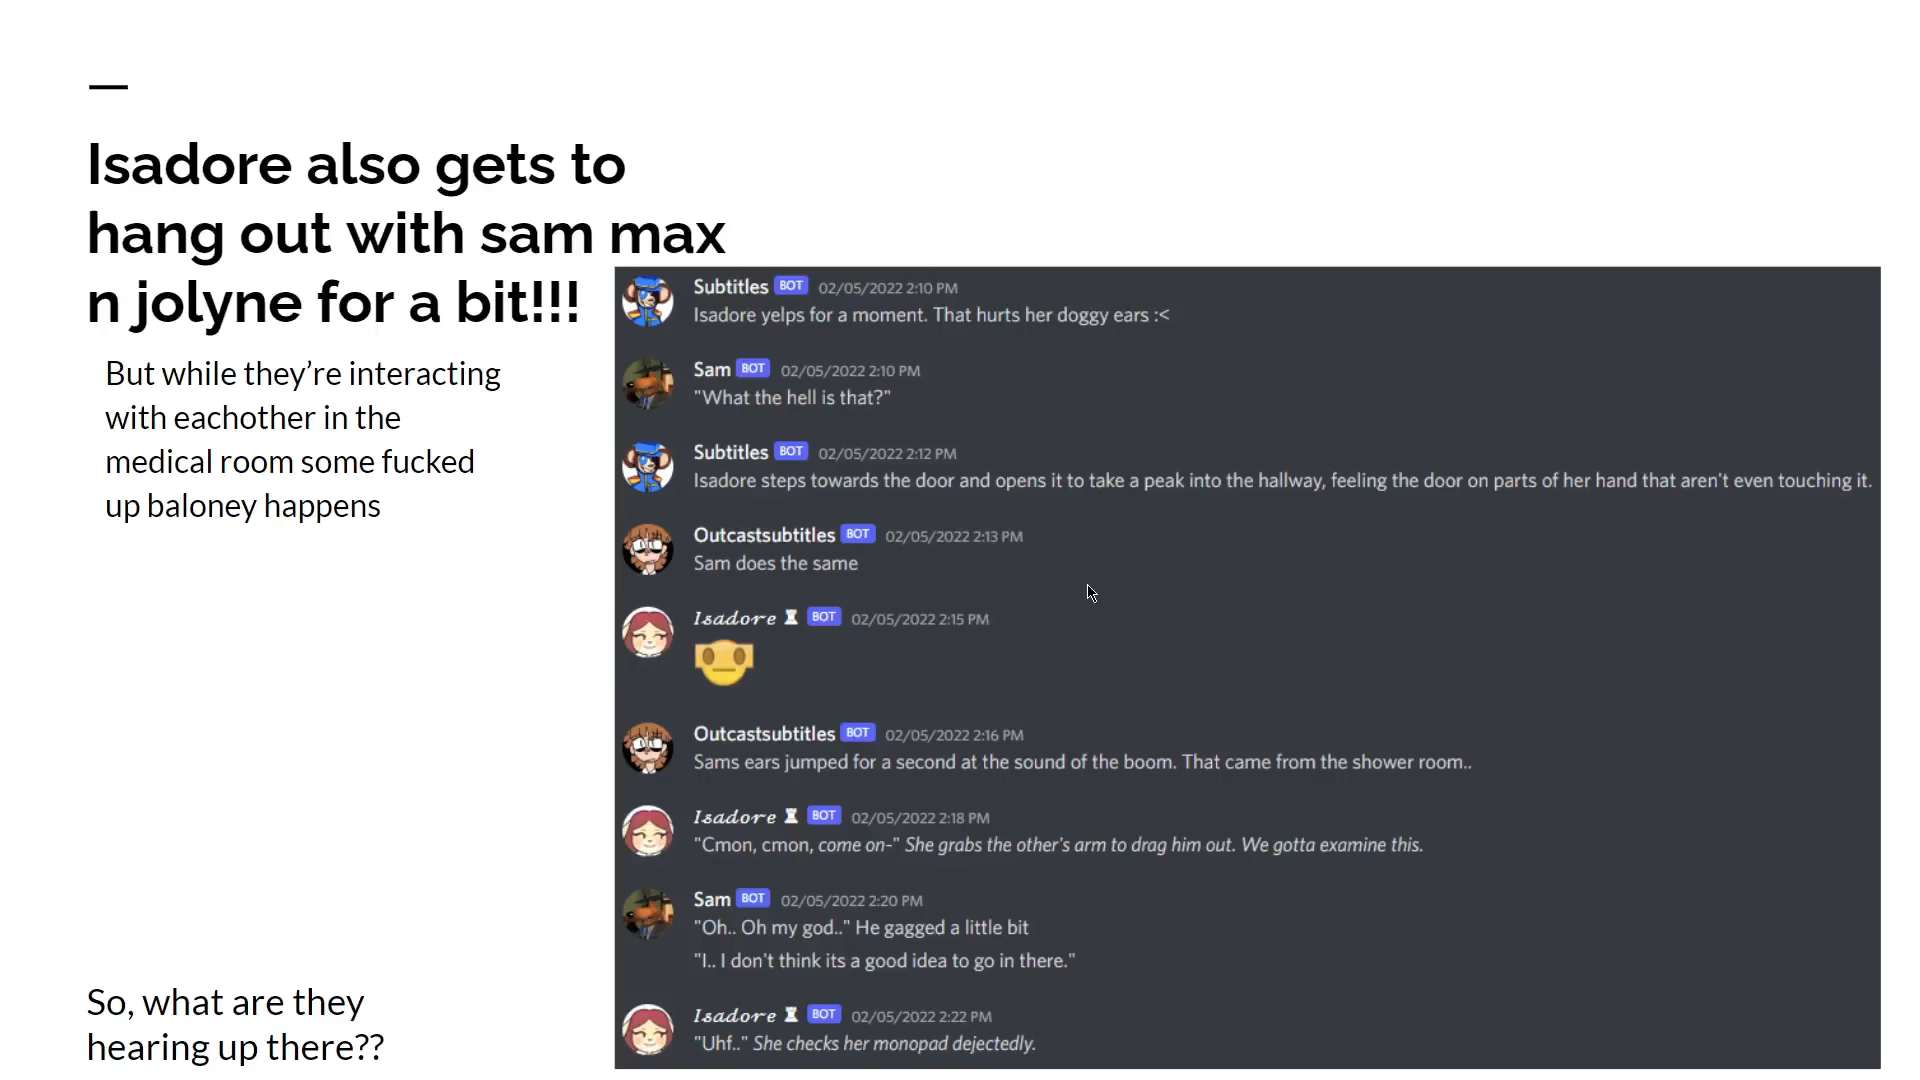 Isadore also gets to
hang out with sam max
n jolyne for a bit!!!
But while they’re interacting
with eachother in the
medical room some fucked
up baloney happens
So, what are they
hearing up there??
Subtitles BOT 02/05/2022 2:10 PM
Isadore yelps for a moment. That hurts her doggy ears :<
Sam BOT 02/05/2022 2:10 PM
"What the hell is that?"
Subtitles BOT 02/05/2022 2:12 PM
Isadore steps towards the door and opens it to take a peak into the hallway, feeling the door on parts of her hand that aren't even touching it.
Outcastsubtitles BOT 02/05/2022 2:13 PM
Sam does the same
Isadore ♜ BOT 02/05/2022 2:15 PM
Outcastsubtitles BOT 02/05/2022 2:16 PM
Sams ears jumped for a second at the sound of the boom. That came from the shower room..
Isadore ♜ BOT 02/05/2022 2:18 PM
"Cmon, cmon, come on-" She grabs the other's arm to drag him out. We gotta examine this.
Sam BOT 02/05/2022 2:20 PM
"Oh.. Oh my god.." He gagged a little bit
"I.. I don't think its a good idea to go in there."
Isadore ♜ BOT 02/05/2022 2:22 PM
"Uhf.." She checks her monopad dejectedly.